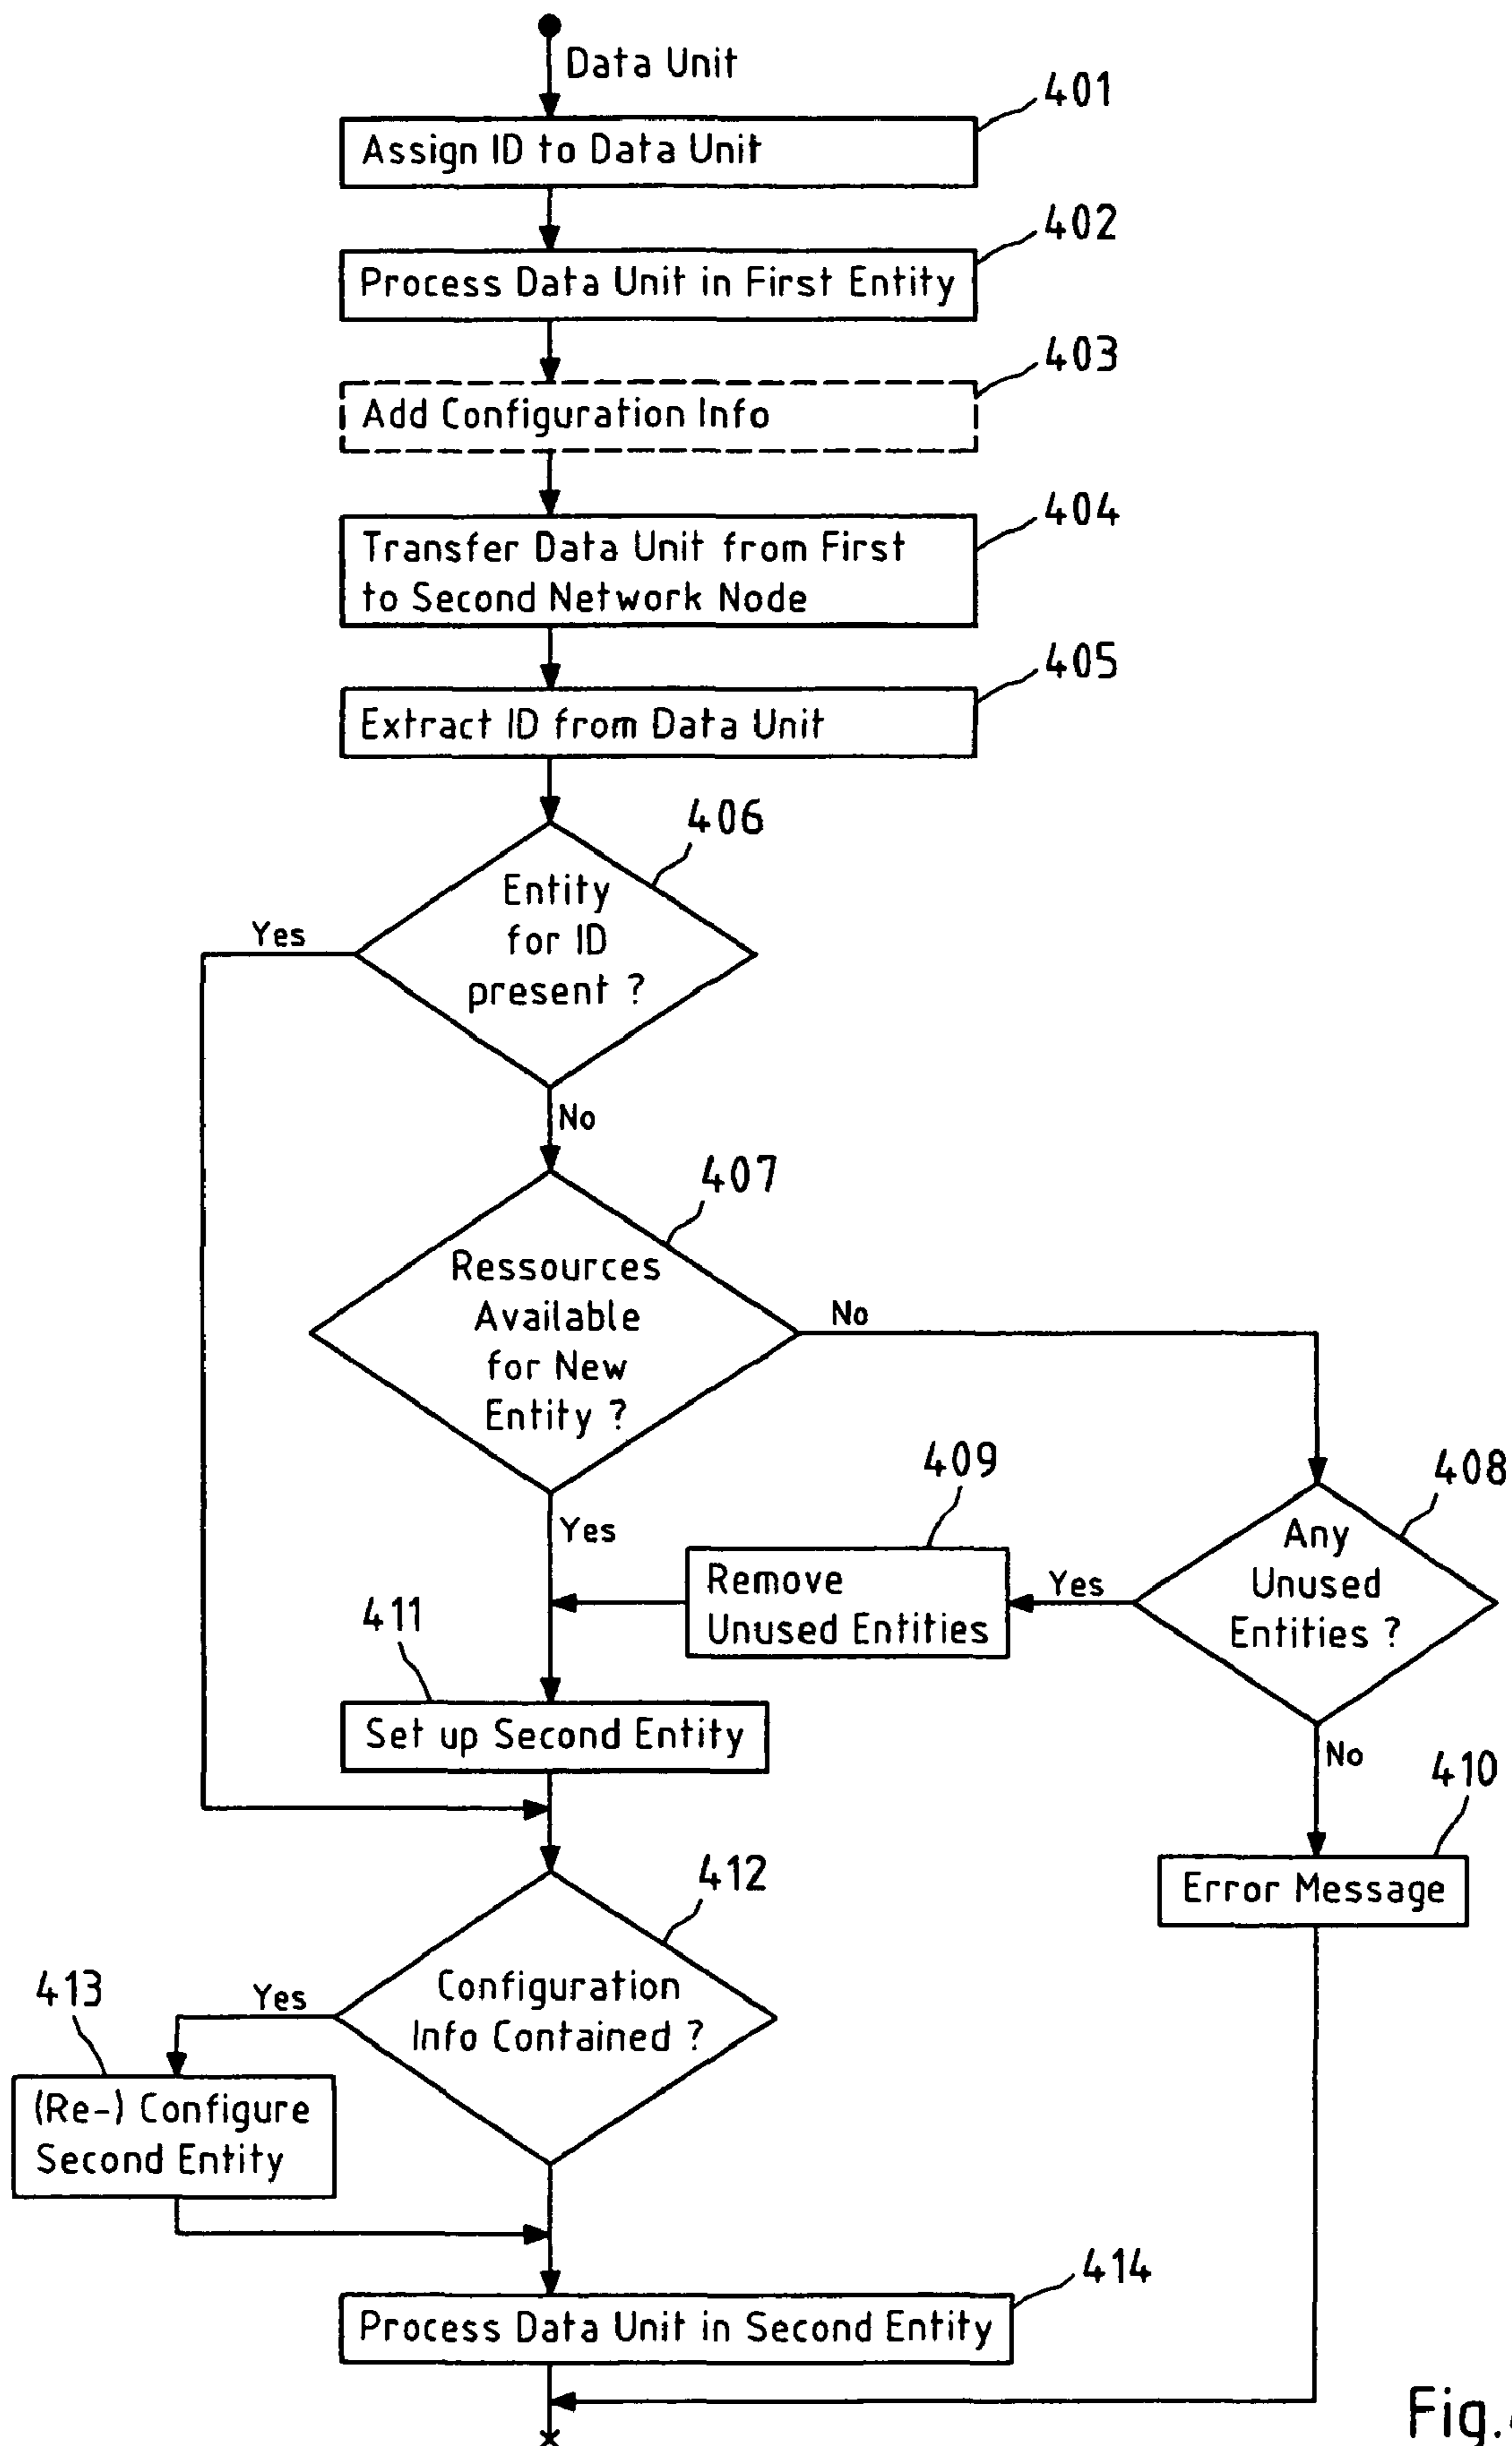 Data Unit
401
Assign ID to Data Unit
402
Process Data Unit in First Entity
403
Add Configuration Info
404
Transfer Data Unit from First
to Second Network Node
405
Extract ID from Data Unit
406
Entity
for ID
present ?
Yes
No
407
Ressources
Available
for New
Entity ?
No
Yes
408
Any
Unused
Entities ?
Yes
No
409
Remove
Unused Entities
410
Error Message
411
Set up Second Entity
412
Configuration
Info Contained ?
Yes
413
(Re-) Configure
Second Entity
414
Process Data Unit in Second Entity
Fig.